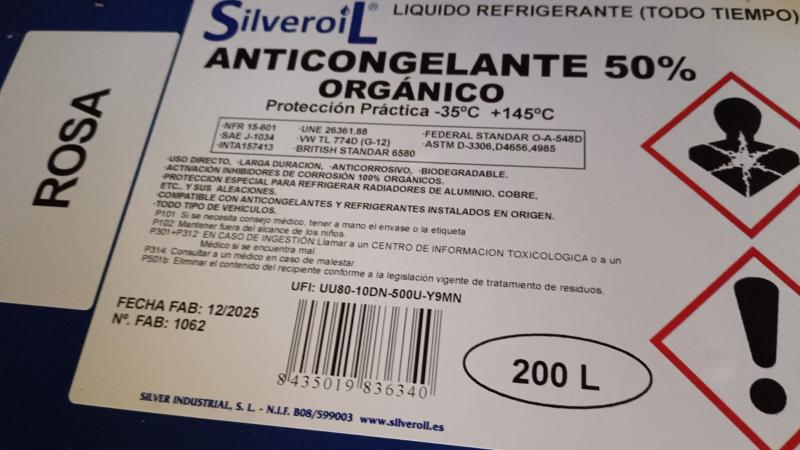 Silveroil®
LIQUIDO REFRIGERANTE (TODO TIEMPO)
ANTICONGELANTE 50%
ORGÁNICO
Protección Práctica -35ºC +145ºC
·NFR 15-601 ·UNE 26361.88 ·FEDERAL STANDAR O-A-548D
·SAE J-1034 ·VW TL 774D (G-12) ·ASTM D-3306,D4656,4985
·INTA157413 ·BRITISH STANDAR 6580
·USO DIRECTO, ·LARGA DURACION, ·ANTICORROSIVO, ·BIODEGRADABLE.
·ACTIVACIÓN INHIBIDORES DE CORROSIÓN 100% ORGÁNICOS.
·PROTECCION ESPECIAL PARA REFRIGERAR RADIADORES DE ALUMINIO, COBRE,
ETC.. Y SUS ALEACIONES.
·COMPATIBLE CON ANTICONGELANTES Y REFRIGERANTES INSTALADOS EN ORIGEN.
·TODO TIPO DE VEHÍCULOS.
P101: Si se necesita consejo médico, tener a mano el envase o la etiqueta
P102: Mantener fuera del alcance de los niños.
P301+P312: EN CASO DE INGESTIÓN:Llamar a un CENTRO DE INFORMACION TOXICOLOGICA o a un
Médico si se encuentra mal.
P314: Consultar a un médico en caso de malestar.
P501b: Eliminar el contenido del recipiente conforme a la legislación vigente de tratamiento de residuos.
UFI: UU80-10DN-500U-Y9MN
FECHA FAB: 12/2025
Nº. FAB: 1062
8 435019 836340
200 L
SILVER INDUSTRIAL, S. L. - N.I.F. B08/599003 www.silveroil.es
ROSA